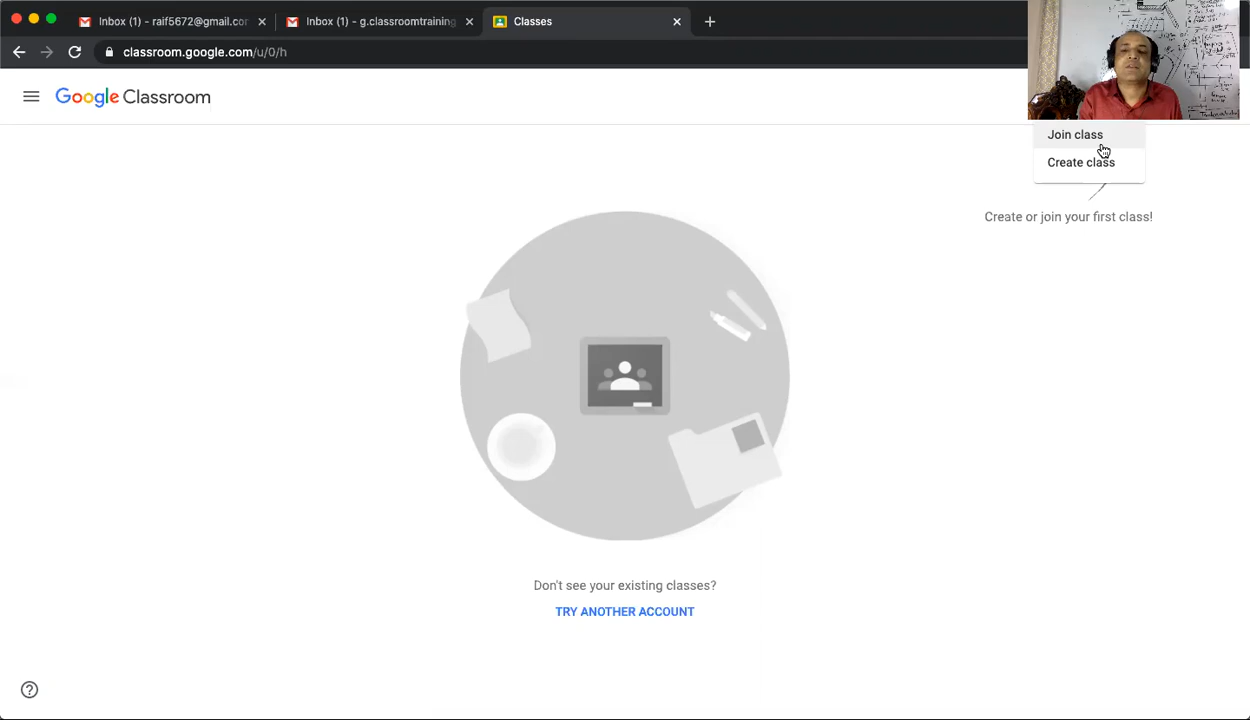 Inbox (1) - raif5672@gmail.cor
Inbox (1) - g.classroomtraining
Classes
classroom.google.com/u/0/h
Google Classroom
Join class
Create class
Create or join your first class!
Don't see your existing classes?
TRY ANOTHER ACCOUNT